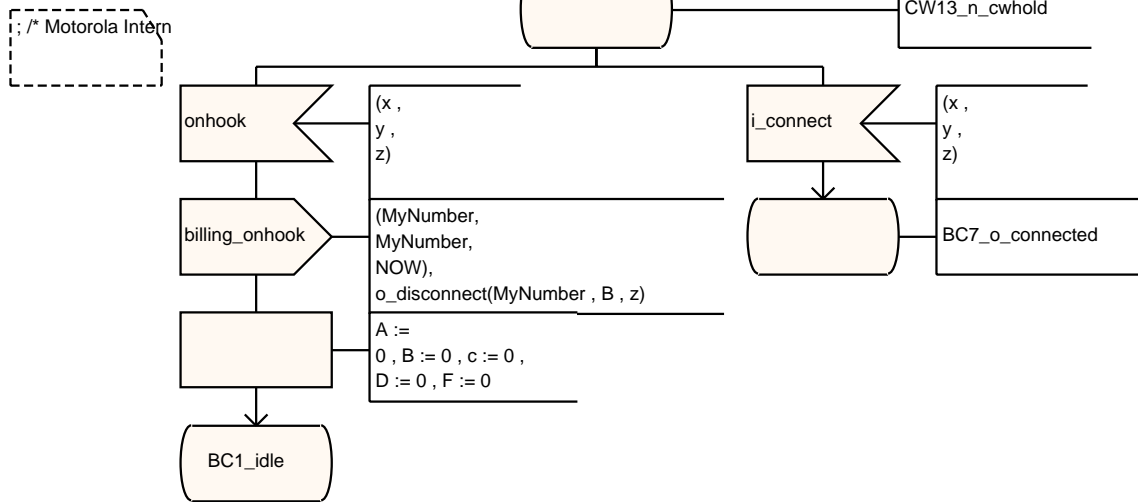 ; /* Motorola Intern
CW13_n_cwhold
onhook
(x ,
y ,
z)
i_connect
(x ,
y ,
z)
billing_onhook
(MyNumber,
MyNumber,
NOW),
o_disconnect(MyNumber , B , z)
BC7_o_connected
A :=
0 , B := 0 , c := 0 ,
D := 0 , F := 0
BC1_idle